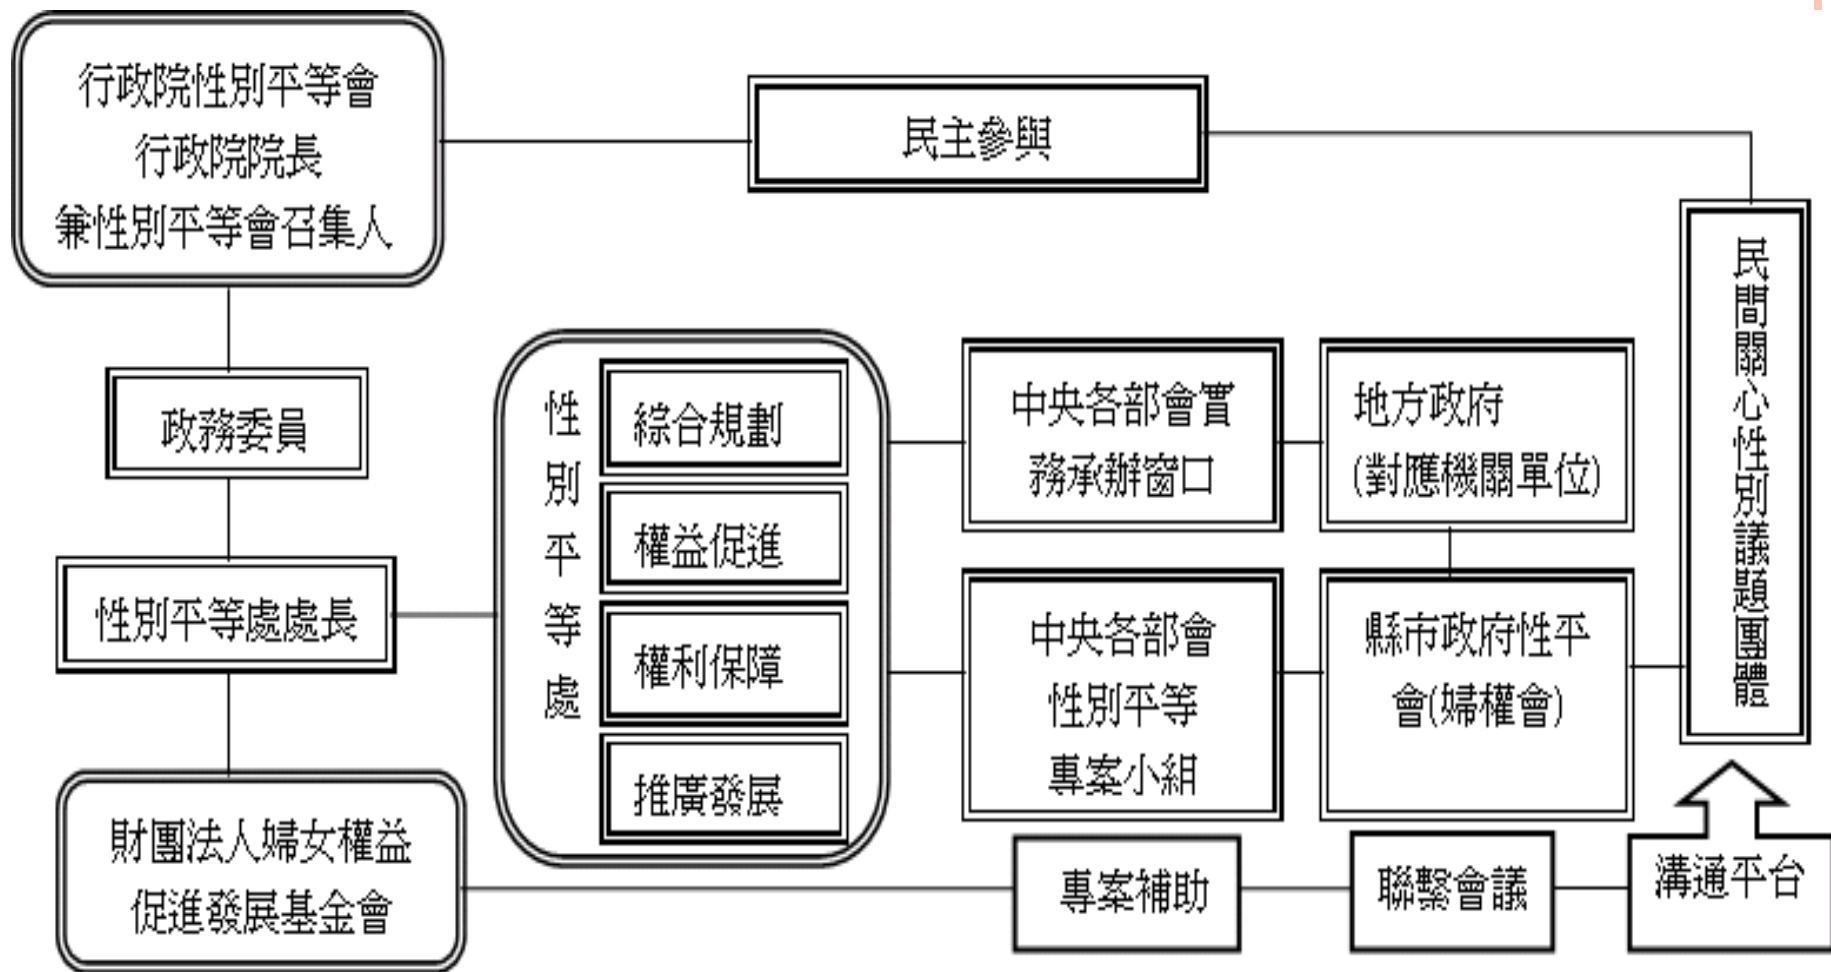 行政院性別平等會
行政院院長
兼性別平等會召集人
民主參與
民間關心性別議題團體
政務委員
性別平等處處長
性別平等處
綜合規劃
權益促進
權利保障
推廣發展
中央各部會實
務承辦窗口
地方政府
(對應機關單位)
中央各部會
性別平等
專案小組
縣市政府性平
會(婦權會)
財團法人婦女權益
促進發展基金會
專案補助
聯繫會議
溝通平台